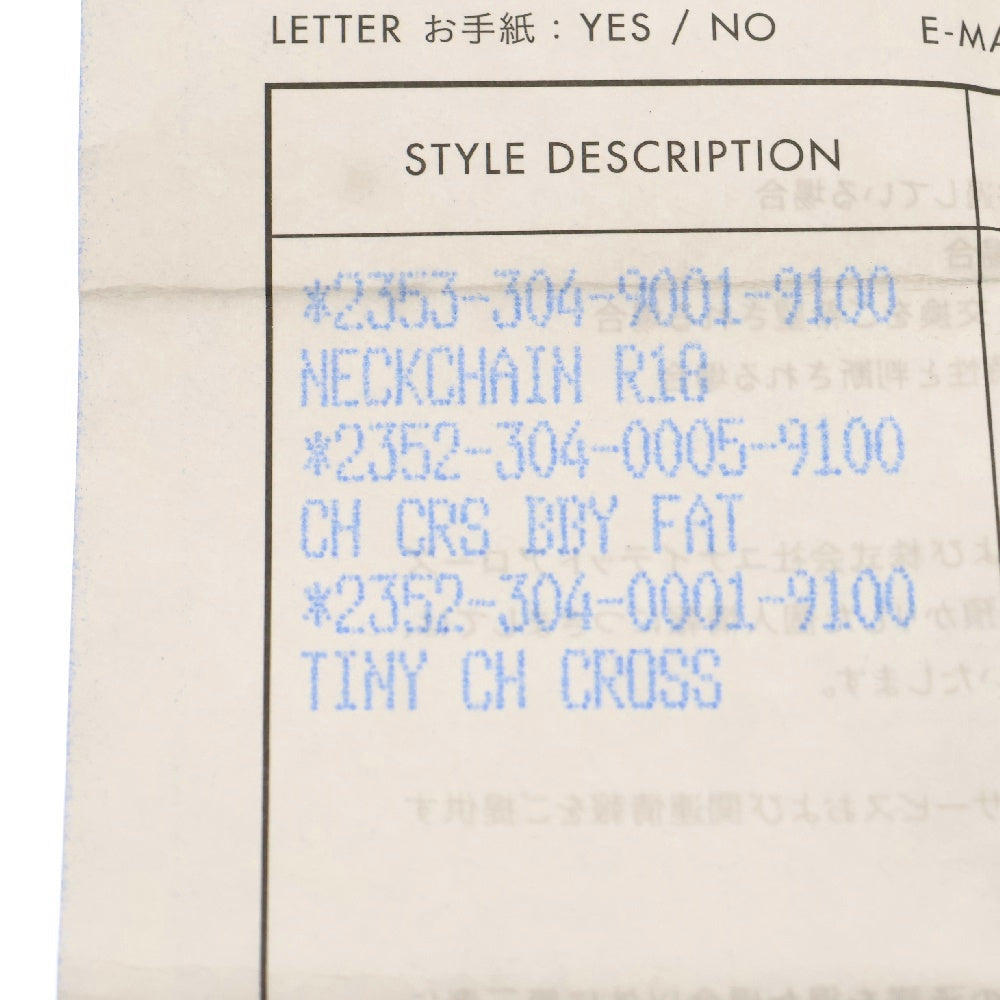 LETTER お手紙 : YES / NO E-MA
STYLE DESCRIPTION
*2353-304-9001-9100
NECKCHAIN R18
*2352-304-0005-9100
CH CRS BBY FAT
*2352-304-0001-9100
TINY CH CROSS